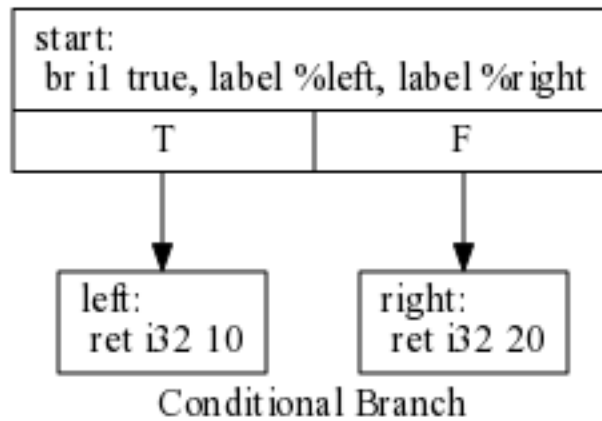 start:
br i1 true, label %left, label %right
T
F
left:
ret i32 10
right:
ret i32 20
Conditional Branch